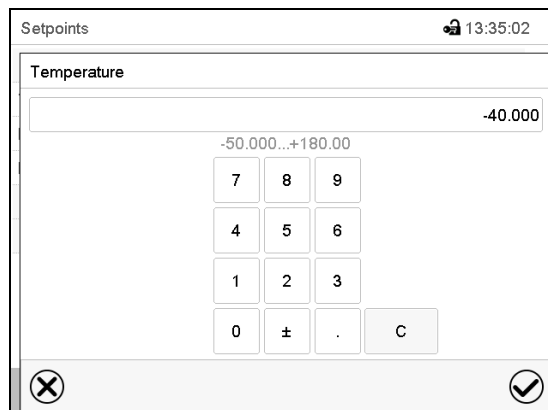 Setpoints 13:35:02
Temperature
-40.000
-50.000...+180.00
7 8 9
4 5 6
1 2 3
0 ± . C